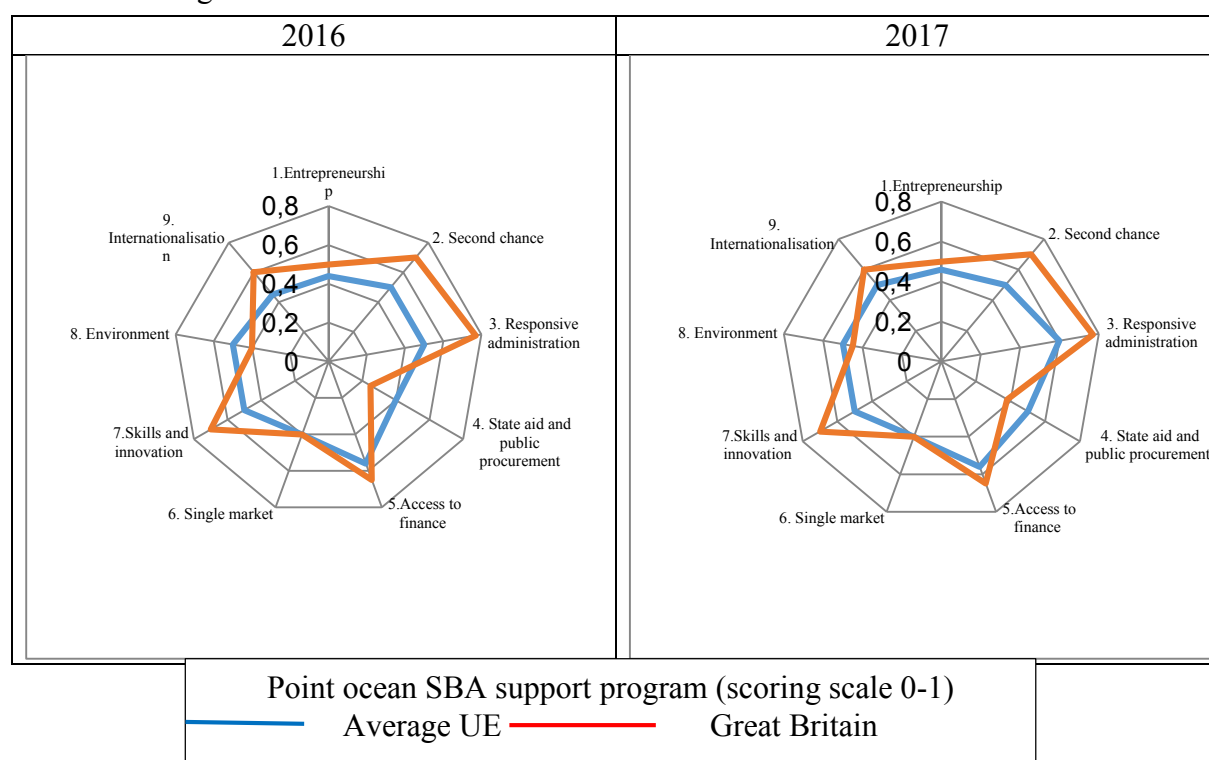 2016
2017
1.Entrepreneurshi
p
0,8
9.
Internationalisatio
n
0,6
2. Second chance
0,4
8. Environment
0,2
3. Responsive
administration
0
7.Skills and
innovation
4. State aid and
public
procurement
6. Single market
5.Access to
finance
1.Entrepreneurship
0,8
9.
Internationalisation
0,6
2. Second chance
0,4
8. Environment
0,2
3. Responsive
administration
0
7.Skills and
innovation
4. State aid and
public procurement
6. Single market
5.Access to
finance
Point ocean SBA support program (scoring scale 0-1)
Average UE Great Britain